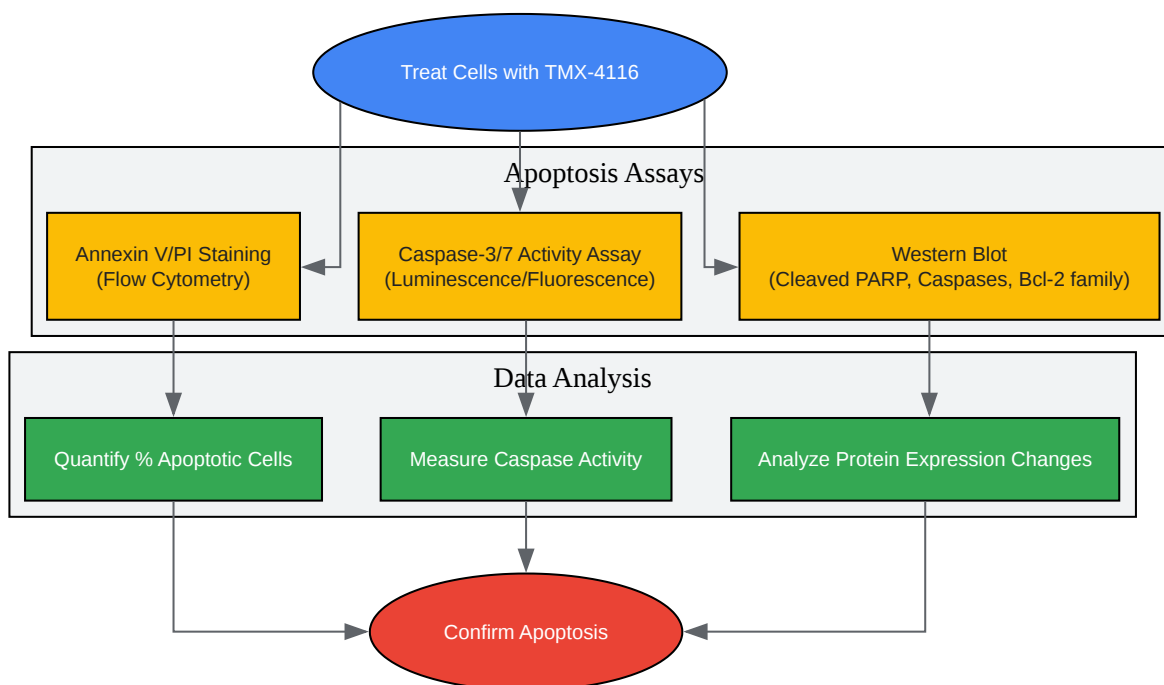 Treat Cells with TMX-4116
Apoptosis Assays
Annexin V/PI Staining
(Flow Cytometry)
Caspase-3/7 Activity Assay
(Luminescence/Fluorescence)
Western Blot
(Cleaved PARP, Caspases, Bcl-2 family)
Data Analysis
Quantify % Apoptotic Cells
Measure Caspase Activity
Analyze Protein Expression Changes
Confirm Apoptosis